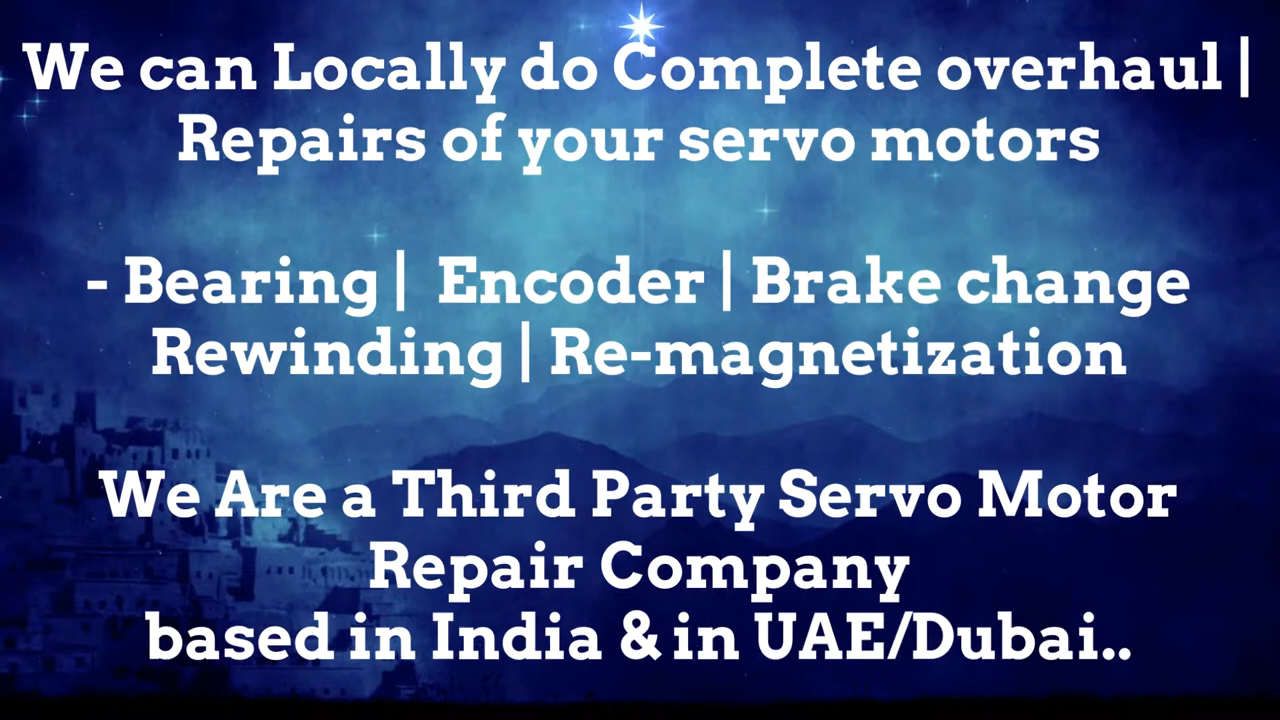 We can Locally do Complete overhaul |
Repairs of your servo motors
- Bearing |  Encoder | Brake change
Rewinding | Re-magnetization
We Are a Third Party Servo Motor
Repair Company
based in India & in UAE/Dubai..